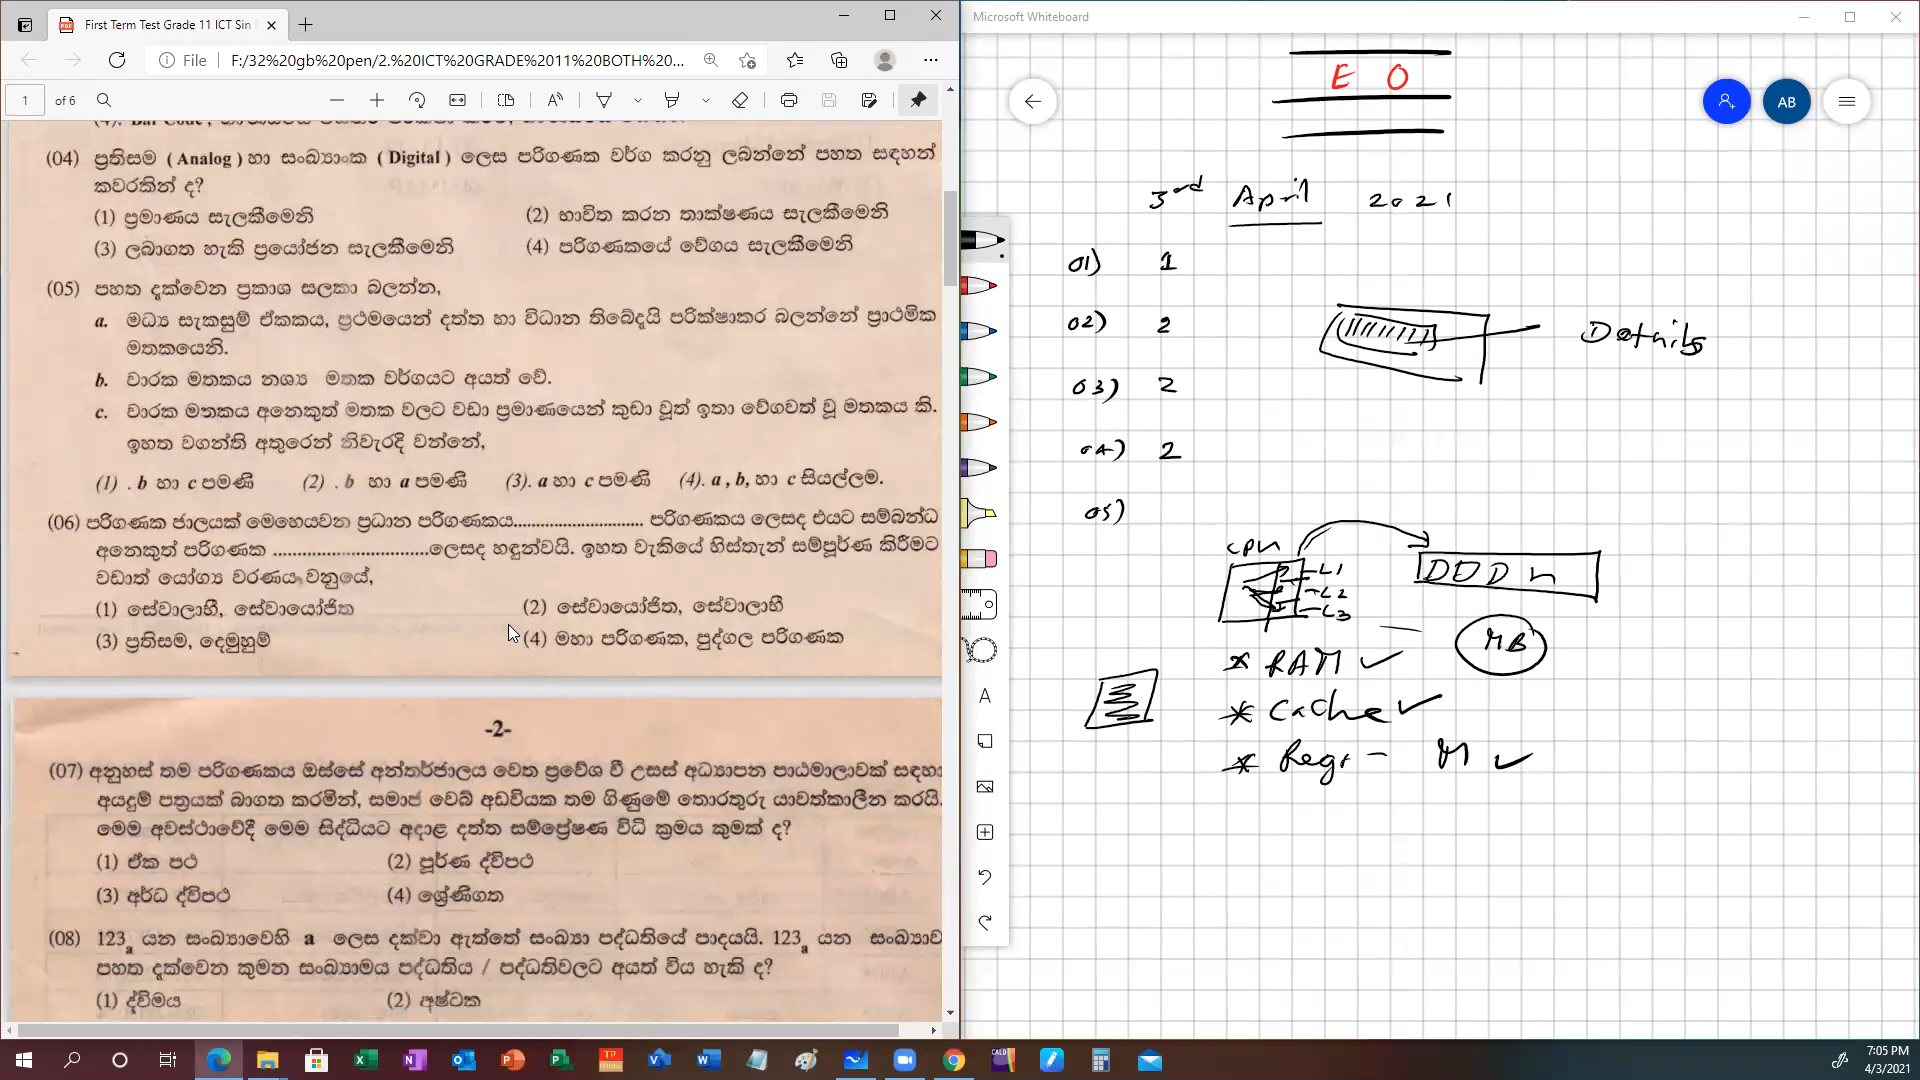 First Term Test Grade 11 ICT Sin
File
F:/32%20gb%20pen/2.%20ICT%20GRADE%2011%20BOTH%20...
1 of 6
(04) ප්‍රතිසම (Analog) හා සංඛ්‍යාංක (Digital) ලෙස පරිගණක වර්ග කරනු ලබන්නේ පහත සඳහන්
කවරකින් ද?
(1) ප්‍රමාණය සැලකීමෙනි (2) භාවිත කරන තාක්ෂණය සැලකීමෙනි
(3) ලබාගත හැකි ප්‍රයෝජන සැලකීමෙනි (4) පරිගණකයේ වේගය සැලකීමෙනි
(05) පහත දැක්වෙන ප්‍රකාශ සලකා බලන්න,
a. මධ්‍ය සැකසුම් ඒකකය, ප්‍රථමයෙන් දත්ත හා විධාන තිබේදැයි පරික්ෂාකර බලන්නේ ප්‍රාථමික
මතකයෙනි.
b. වාරක මතකය නශ්‍ය මතක වර්ගයට අයත් වේ.
c. වාරක මතකය අනෙකුත් මතක වලට වඩා ප්‍රමාණයෙන් කුඩා වූත් ඉතා වේගවත් වූ මතකය කි.
ඉහත වගන්ති අතුරෙන් නිවැරදි වන්නේ,
(1) . b හා c පමණි (2) . b හා a පමණි (3). a හා c පමණි (4). a , b, හා c සියල්ලම.
(06) පරිගණක ජාලයක් මෙහෙයවන ප්‍රධාන පරිගණකය............................ පරිගණකය ලෙසද එයට සම්බන්ධ
අනෙකුත් පරිගණක .................................ලෙසද හඳුන්වයි. ඉහත වැකියේ හිස්තැන් සම්පූර්ණ කිරීමට
වඩාත් යෝග්‍ය වරණය වනුයේ,
(1) සේවාලාභී, සේවායෝජිත (2) සේවායෝජිත, සේවාලාභී
(3) ප්‍රතිසම, දෙමුහුම් (4) මහා පරිගණක, පුද්ගල පරිගණක
-2-
(07) අනුහස් තම පරිගණකය ඔස්සේ අන්තර්ජාලය වෙත ප්‍රවේශ වී උසස් අධ්‍යාපන පාඨමාලාවක් සඳහා
අයදුම් පත්‍රයක් බාගත කරමින්, සමාජ වෙබ් අඩවියක තම ගිණුමේ තොරතුරු යාවත්කාලීන කරයි.
මෙම අවස්ථාවේදී මෙම සිද්ධියට අදාළ දත්ත සම්ප්‍රේෂණ විධි ක්‍රමය කුමක් ද?
(1) ඒක පථ (2) පූර්ණ ද්විපථ
(3) අර්ධ ද්විපථ (4) ශ්‍රේණිගත
(08) 123a යන සංඛ්‍යාවෙහි a ලෙස දක්වා ඇත්තේ සංඛ්‍යා පද්ධතියේ පාදයයි. 123a යන සංඛ්‍යාව
පහත දැක්වෙන කුමන සංඛ්‍යාමය පද්ධතිය / පද්ධතිවලට අයත් විය හැකි ද?
(1) ද්විමය (2) අෂ්ටක
Microsoft Whiteboard
AB
E O
3rd April 2021
01) 1
02) 2
Details
03) 2
04) 2
05)
CPU
L1
L2
L3
* RAM
MB
* Cache
* Regi - M
7:05 PM
4/3/2021